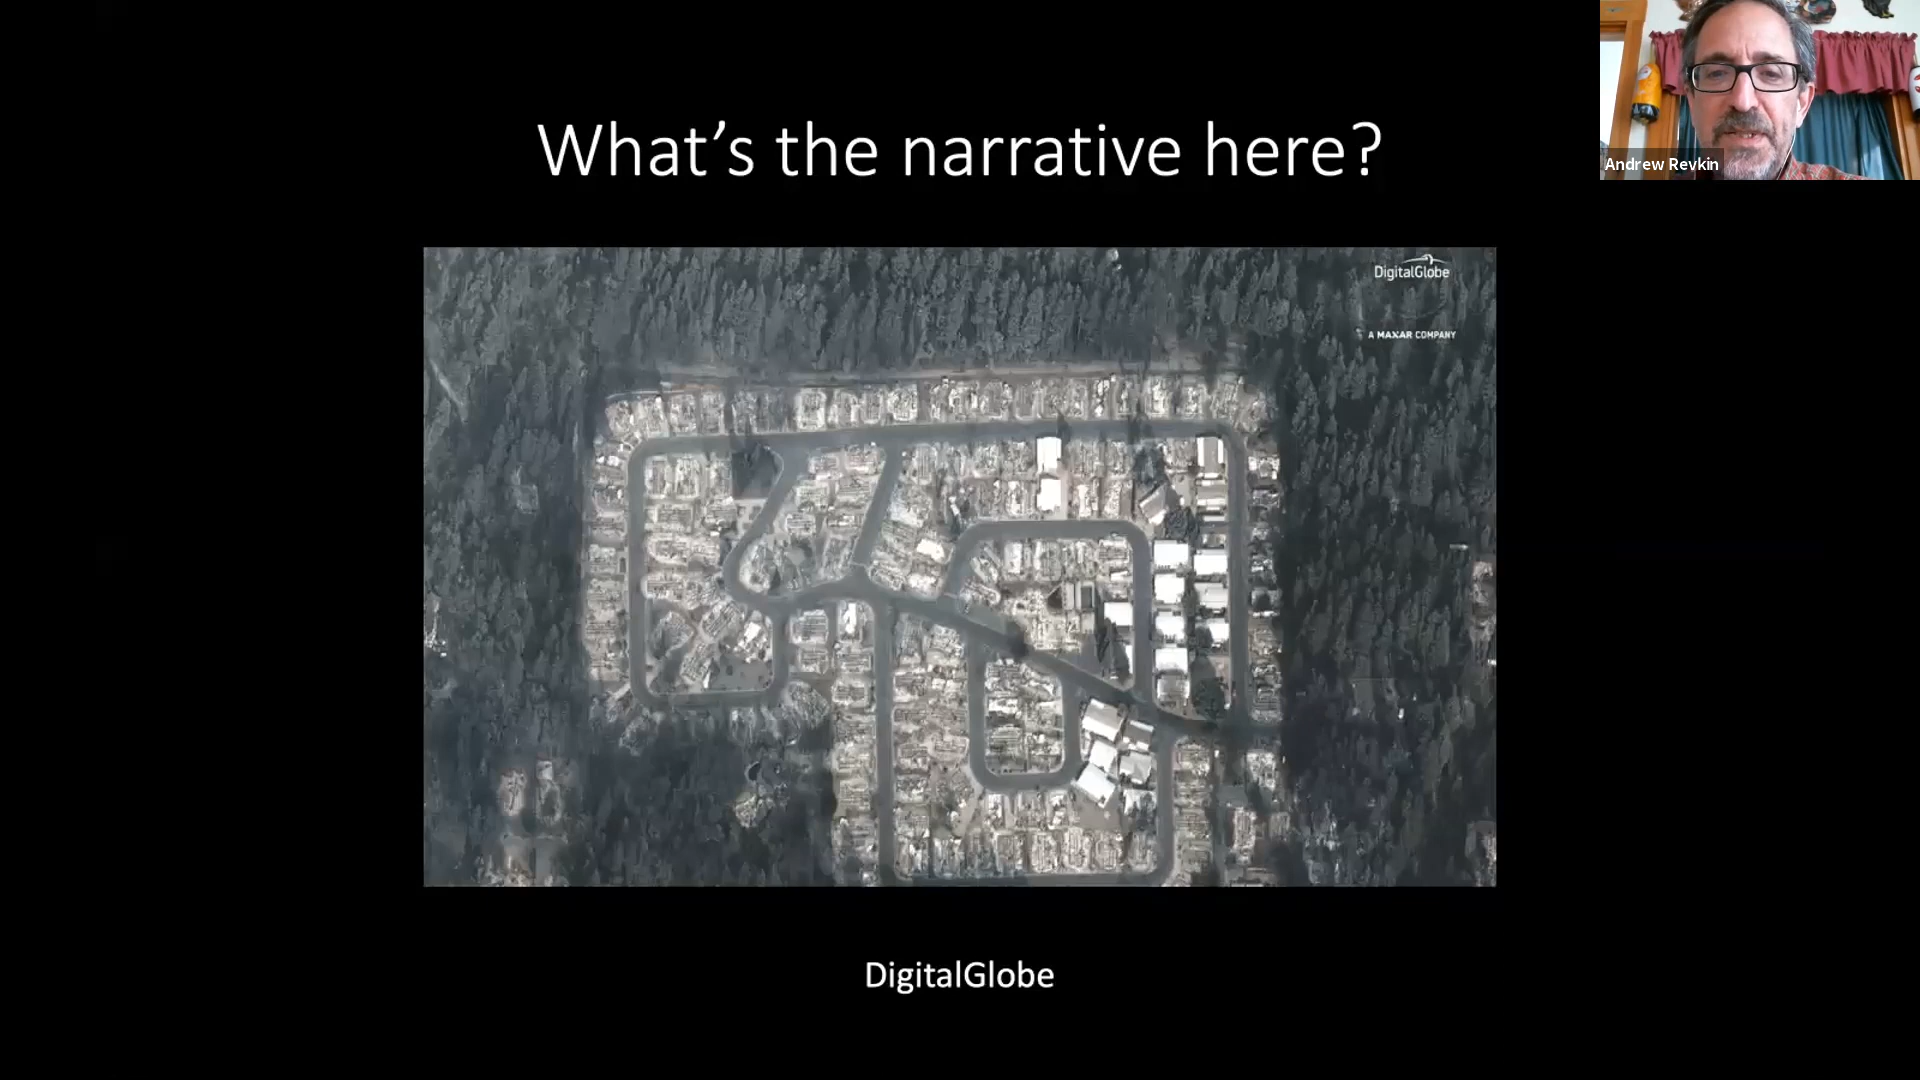 What’s the narrative here?
Andrew Revkin
DigitalGlobe
A MAXAR COMPANY
DigitalGlobe